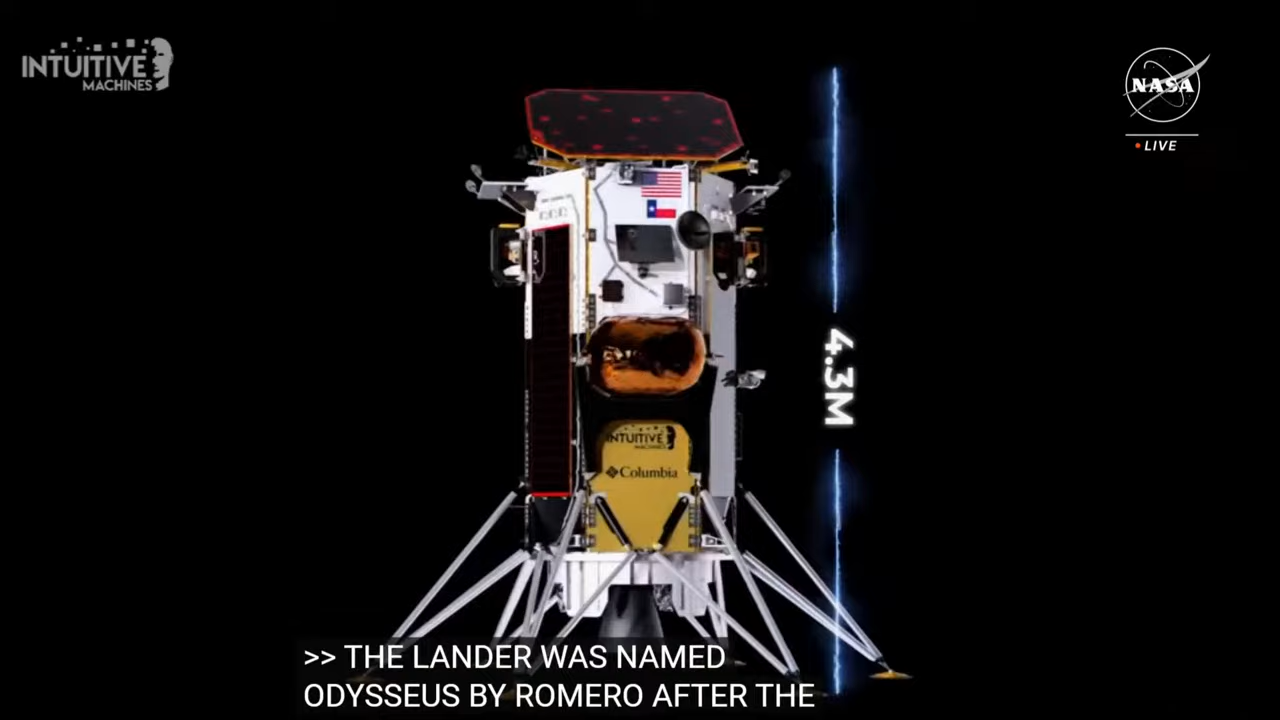 INTUITIVE
MACHINES
NASA
LIVE
4.3M
INTUITIVE
MACHINES
Columbia
>> THE LANDER WAS NAMED
ODYSSEUS BY ROMERO AFTER THE